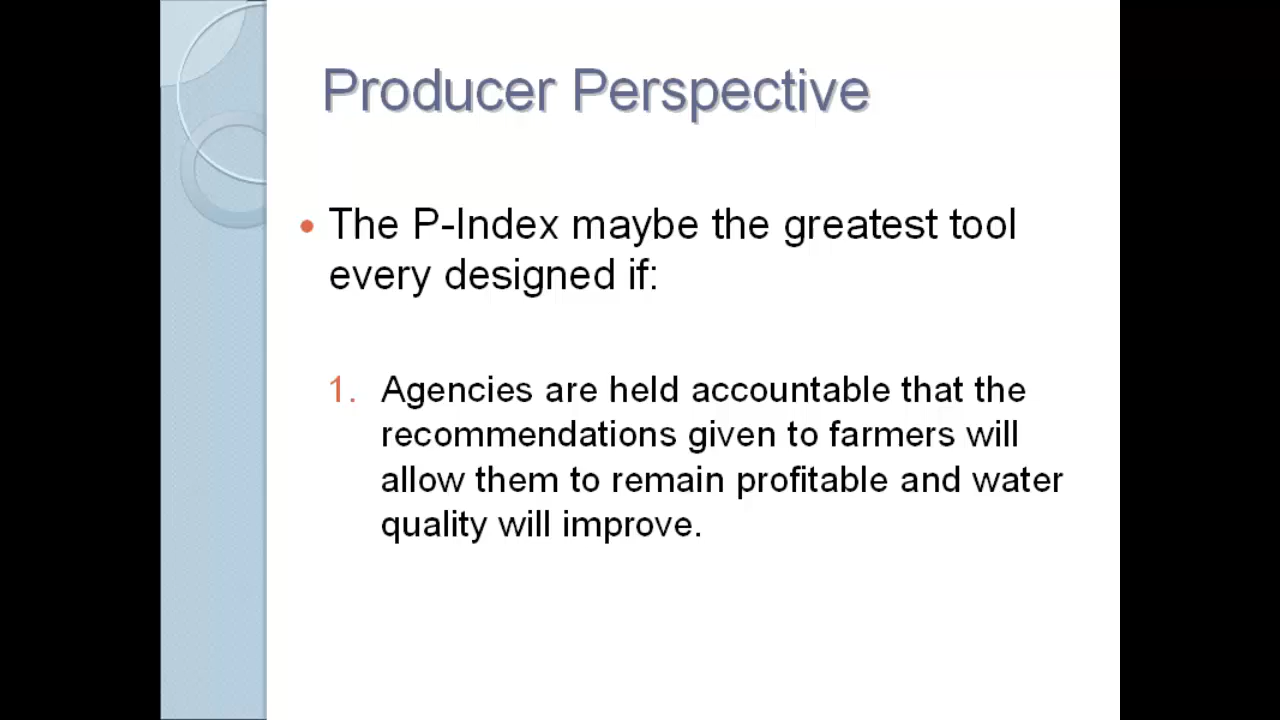 Producer Perspective
• The P-Index maybe the greatest tool
every designed if:
1. Agencies are held accountable that the
recommendations given to farmers will
allow them to remain profitable and water
quality will improve.